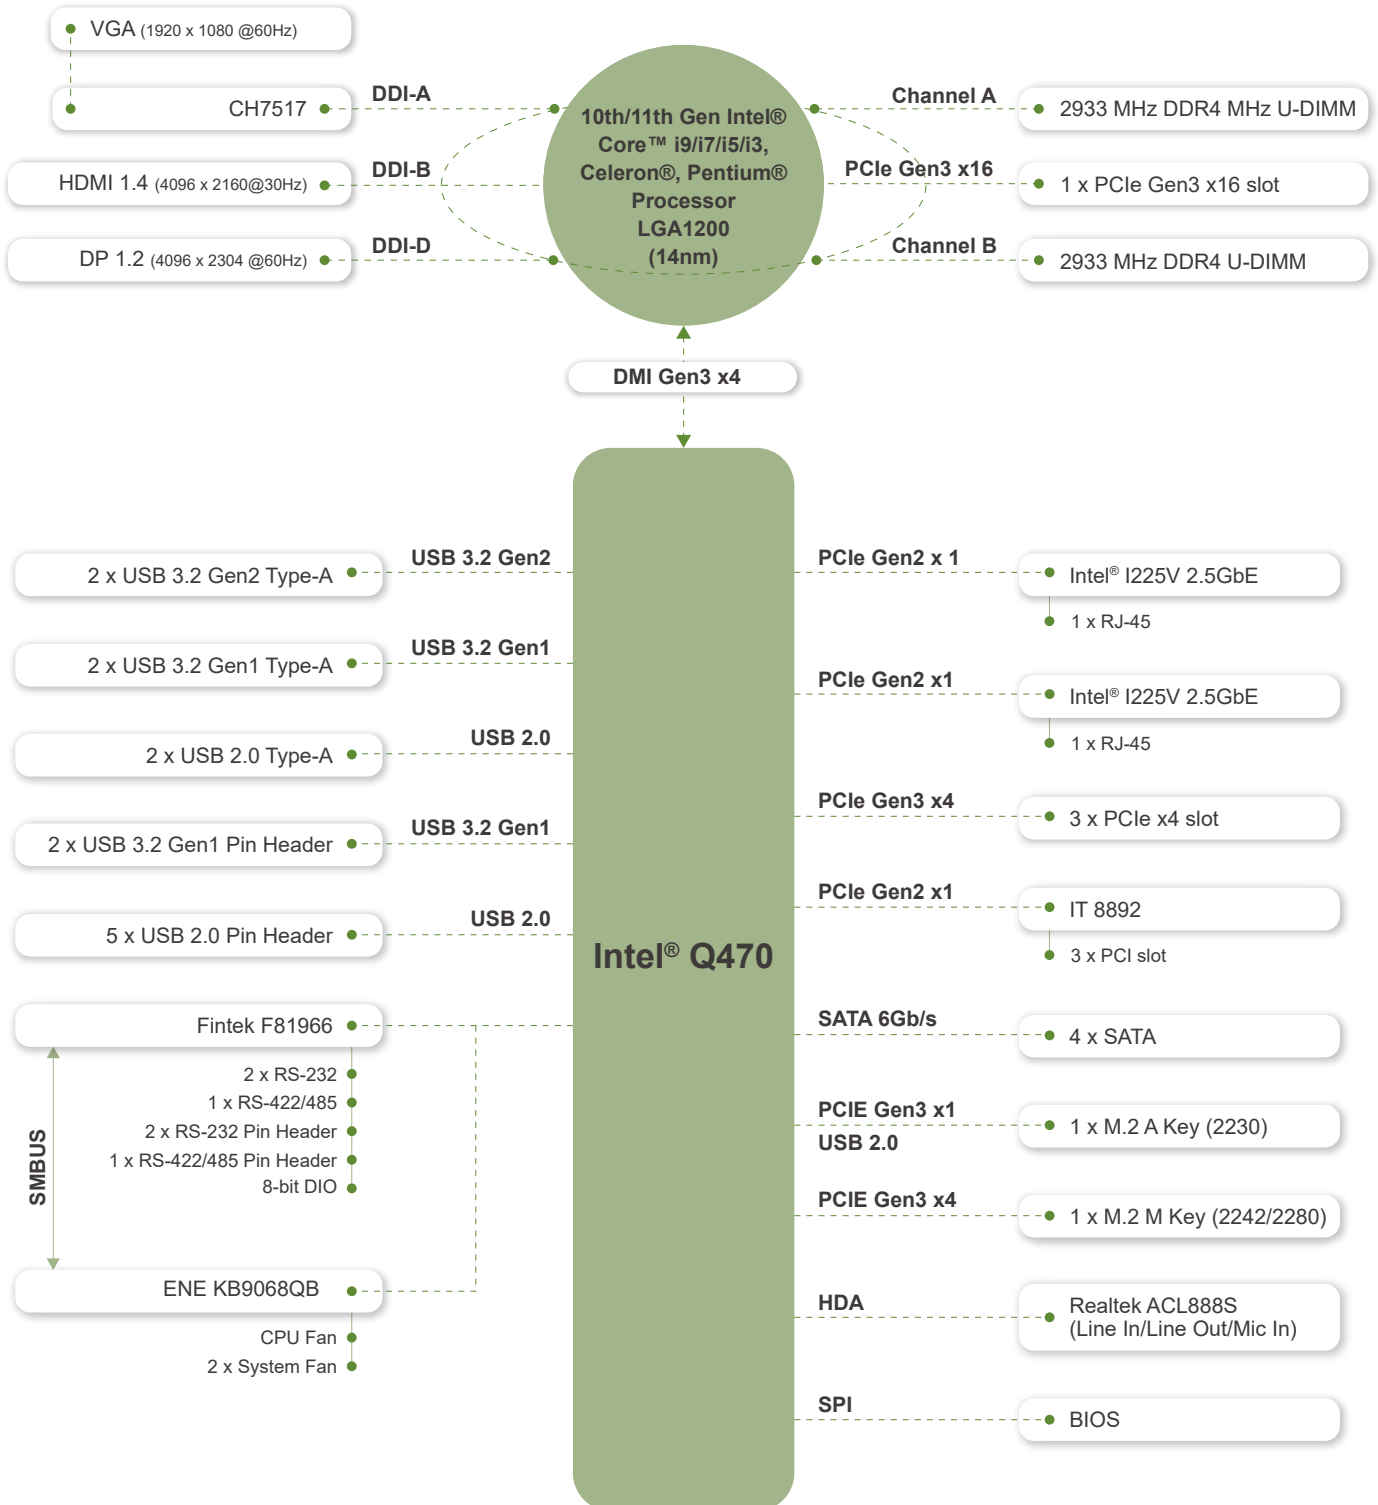 VGA (1920 x 1080 @60Hz)
CH7517
DDI-A
HDMI 1.4 (4096 x 2160@30Hz)
DDI-B
DP 1.2 (4096 x 2304 @60Hz)
DDI-D
10th/11th Gen Intel®
Core™ i9/i7/i5/i3,
Celeron®, Pentium®
Processor
LGA1200
(14nm)
Channel A
2933 MHz DDR4 MHz U-DIMM
PCIe Gen3 x16
1 x PCIe Gen3 x16 slot
Channel B
2933 MHz DDR4 U-DIMM
DMI Gen3 x4
Intel® Q470
2 x USB 3.2 Gen2 Type-A
USB 3.2 Gen2
2 x USB 3.2 Gen1 Type-A
USB 3.2 Gen1
2 x USB 2.0 Type-A
USB 2.0
2 x USB 3.2 Gen1 Pin Header
USB 3.2 Gen1
5 x USB 2.0 Pin Header
USB 2.0
Fintek F81966
2 x RS-232
1 x RS-422/485
2 x RS-232 Pin Header
1 x RS-422/485 Pin Header
8-bit DIO
SMBUS
ENE KB9068QB
CPU Fan
2 x System Fan
PCIe Gen2 x 1
Intel® I225V 2.5GbE
1 x RJ-45
PCIe Gen2 x1
Intel® I225V 2.5GbE
1 x RJ-45
PCIe Gen3 x4
3 x PCIe x4 slot
PCIe Gen2 x1
IT 8892
3 x PCI slot
SATA 6Gb/s
4 x SATA
PCIE Gen3 x1
USB 2.0
1 x M.2 A Key (2230)
PCIE Gen3 x4
1 x M.2 M Key (2242/2280)
HDA
Realtek ACL888S
(Line In/Line Out/Mic In)
SPI
BIOS